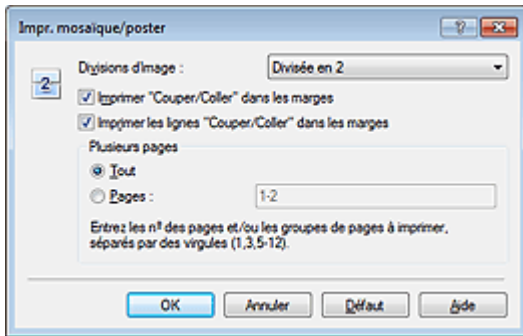 Impr. mosaïque/poster
Divisions d'Image :
Divisée en 2
2
Imprimer "Couper/Coller" dans les marges
Imprimer les lignes "Couper/Coller" dans les marges
Plusieurs pages
Tout
Pages :
1-2
Entrez les nº des pages et/ou les groupes de pages à imprimer,
séparés par des virgules (1,3,5-12).
OK
Annuler
Défaut
Aide